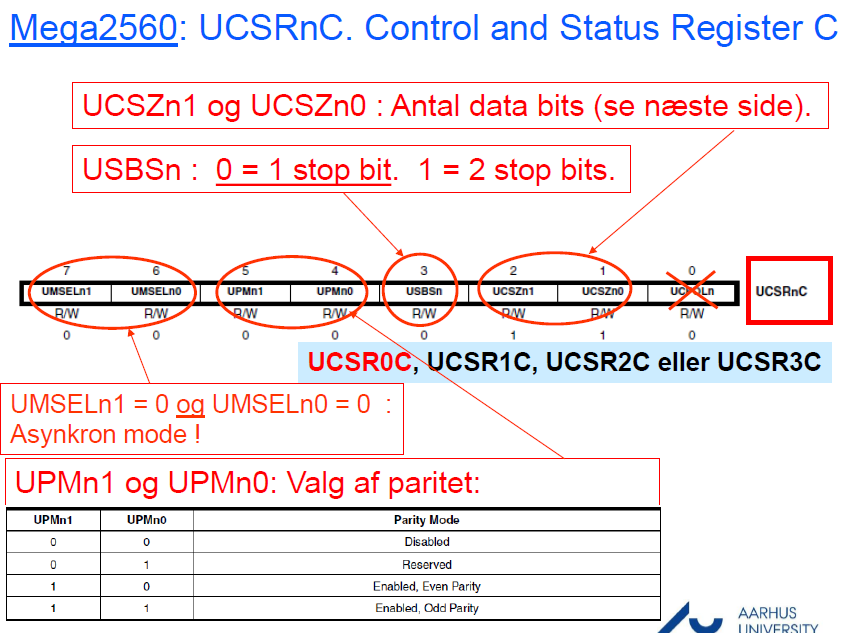 Mega2560: UCSRnC. Control and Status Register C
UCSZn1 og UCSZn0 : Antal data bits (se næste side).
USBSn : 0 = 1 stop bit. 1 = 2 stop bits.
7 6 5 4 3 2 1 0
UMSELn1 UMSELn0 UPMn1 UPMn0 USBSn UCSZn1 UCSZn0 UCPOLn UCSRnC
R/W R/W R/W R/W R/W R/W R/W R/W
0 0 0 0 0 1 1 0
UCSR0C, UCSR1C, UCSR2C eller UCSR3C
UMSELn1 = 0 og UMSELn0 = 0 :
Asynkron mode !
UPMn1 og UPMn0: Valg af paritet:
UPMn1 UPMn0 Parity Mode
0 0 Disabled
0 1 Reserved
1 0 Enabled, Even Parity
1 1 Enabled, Odd Parity
AARHUS
UNIVERSITY